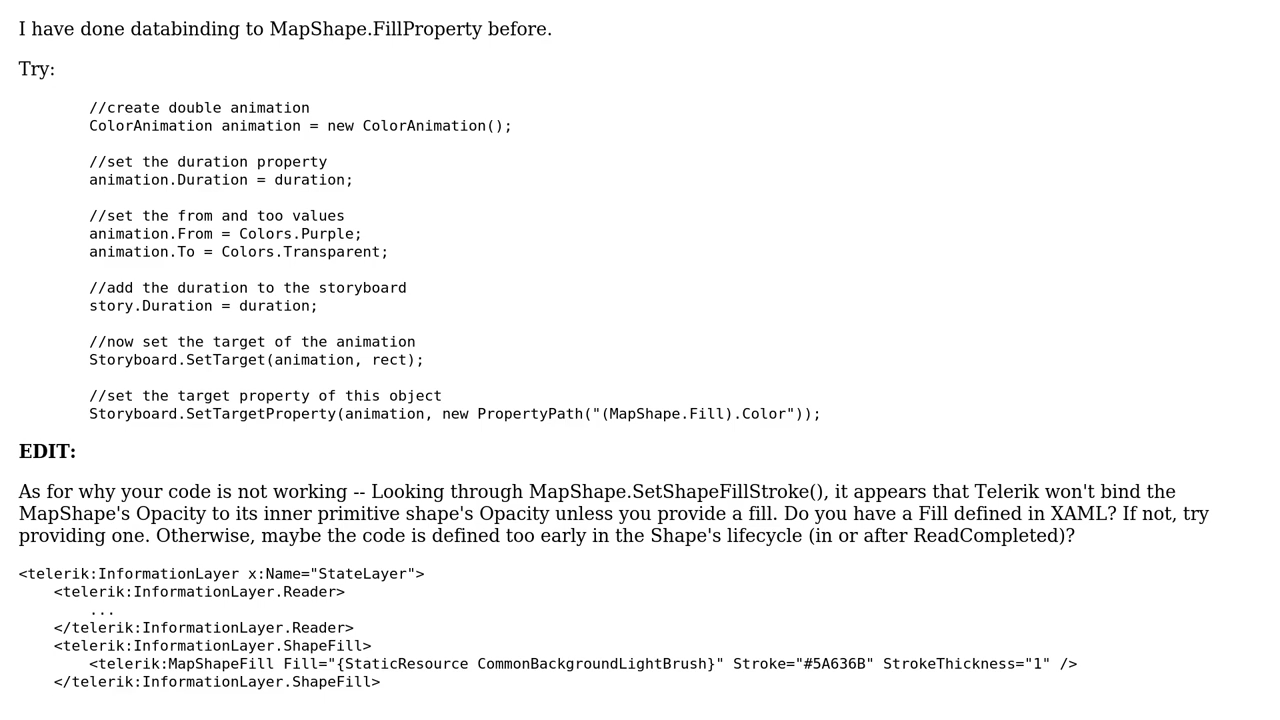 I have done databinding to MapShape.FillProperty before.
Try:
//create double animation
ColorAnimation animation = new ColorAnimation();
//set the duration property
animation.Duration = duration;
//set the from and too values
animation.From = Colors.Purple;
animation.To = Colors.Transparent;
//add the duration to the storyboard
story.Duration = duration;
//now set the target of the animation
Storyboard.SetTarget(animation, rect);
//set the target property of this object
Storyboard.SetTargetProperty(animation, new PropertyPath("(MapShape.Fill).Color"));
EDIT:
As for why your code is not working -- Looking through MapShape.SetShapeFillStroke(), it appears that Telerik won't bind the
MapShape's Opacity to its inner primitive shape's Opacity unless you provide a fill. Do you have a Fill defined in XAML? If not, try
providing one. Otherwise, maybe the code is defined too early in the Shape's lifecycle (in or after ReadCompleted)?
<telerik:InformationLayer x:Name="StateLayer">
    <telerik:InformationLayer.Reader>
        ...
    </telerik:InformationLayer.Reader>
    <telerik:InformationLayer.ShapeFill>
        <telerik:MapShapeFill Fill="{StaticResource CommonBackgroundLightBrush}" Stroke="#5A636B" StrokeThickness="1" />
    </telerik:InformationLayer.ShapeFill>